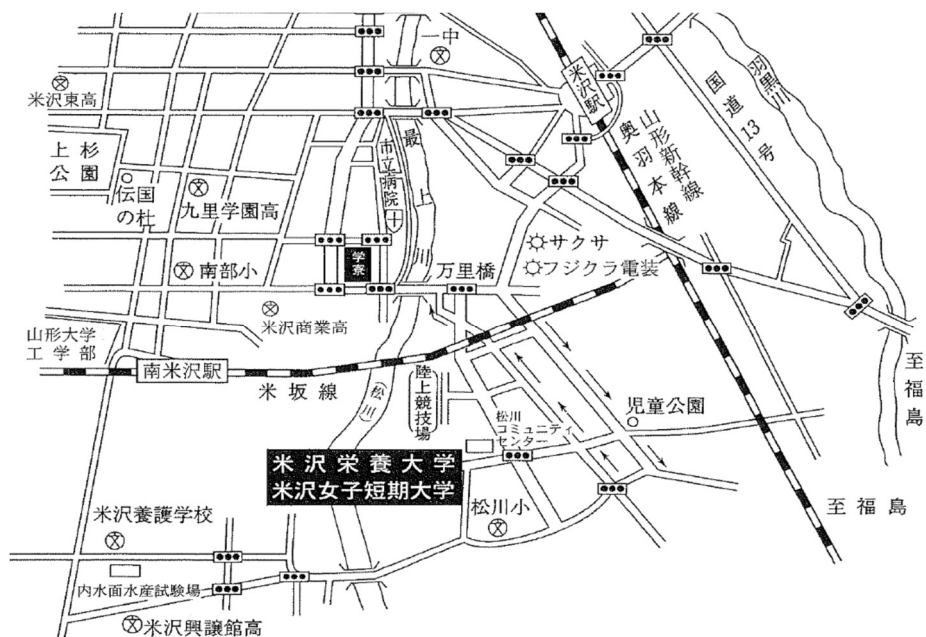 一中
米沢駅
国道13号
羽黒川
米沢東高
上杉
公園
伝国
の杜
九里学園高
市立病院
最上川
山形新幹線
奥羽本線
サクサ
フジクラ電装
学寮
南部小
万里橋
米沢商業高
山形大学
工学部
南米沢駅
米坂線
(松川)
陸上競技場
松川
コミュニティ
センター
児童公園
至福島
至福島
米沢栄養大学
米沢女子短期大学
松川小
米沢養護学校
内水面水産試験場
米沢興譲館高